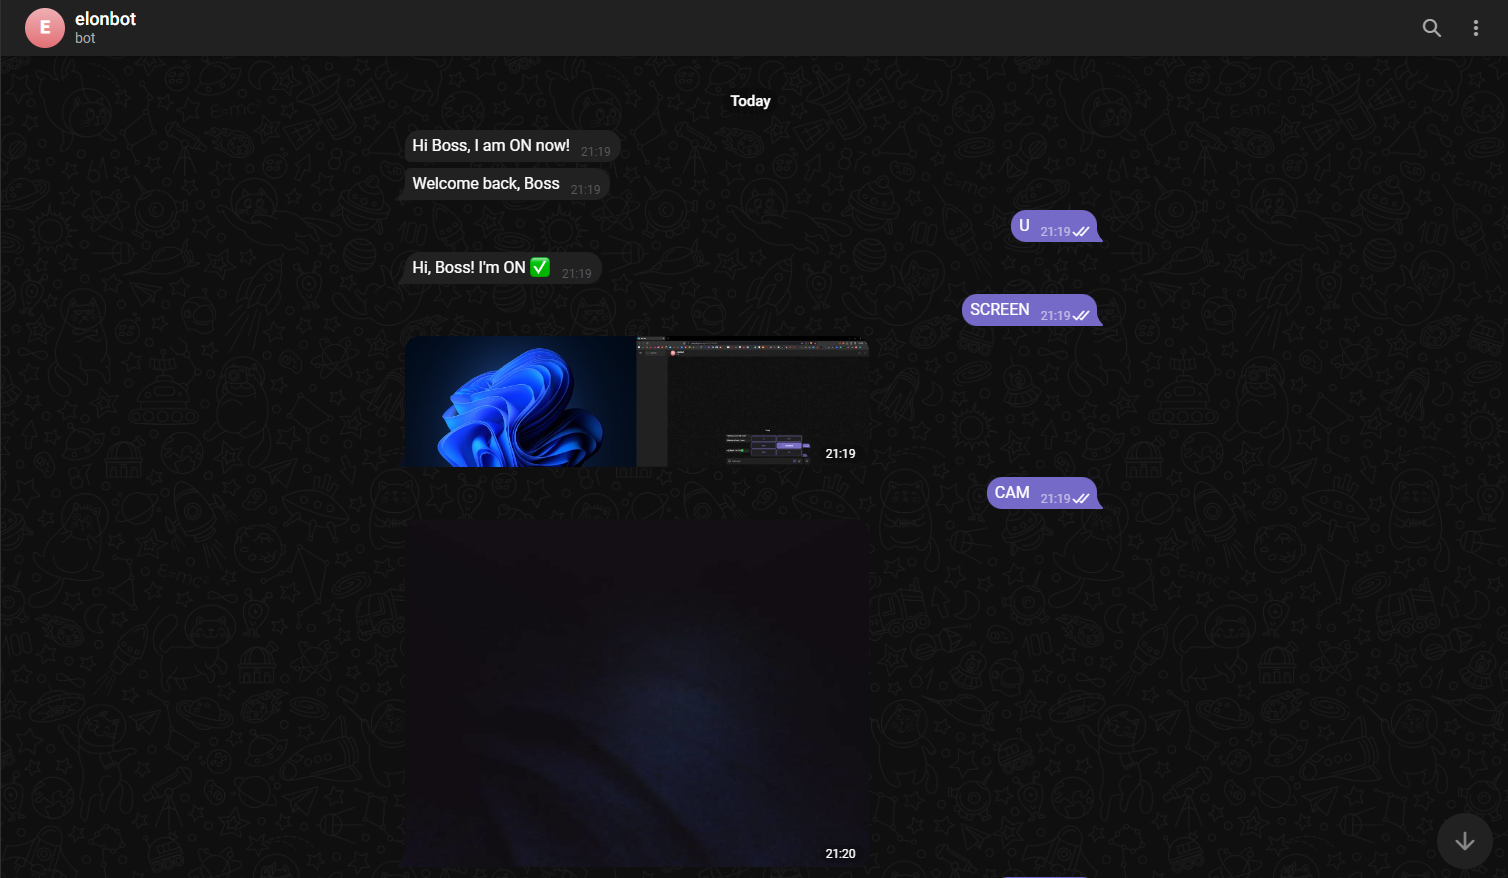 E
elonbot
bot
Today
Hi Boss, I am ON now! 21:19
Welcome back, Boss 21:19
U 21:19
Hi, Boss! I'm ON ✅ 21:19
SCREEN 21:19
21:19
CAM 21:19
21:20